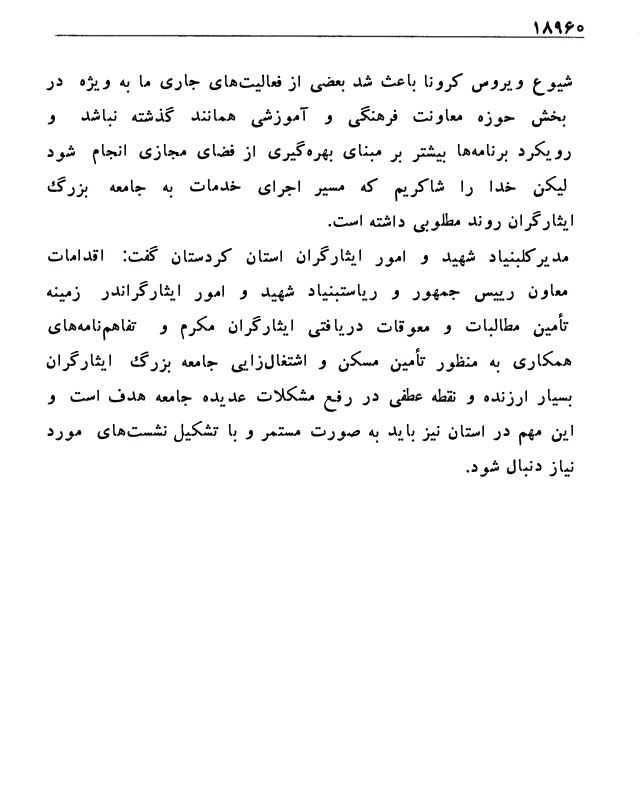 ۱۸۹۶۰
شیوع ویروس کرونا باعث شد بعضی از فعالیت‌های جاری ما به ویژه در
بخش حوزه معاونت فرهنگی و آموزشی همانند گذشته نباشد و
رویکرد برنامه‌ها بیشتر بر مبنای بهره‌گیری از فضای مجازی انجام شود
لیکن خدا را شاکریم که مسیر اجرای خدمات به جامعه بزرگ
ایثارگران روند مطلوبی داشته است.
مدیرکلبنیاد شهید و امور ایثارگران استان کردستان گفت: اقدامات
معاون رییس جمهور و ریاستبنیاد شهید و امور ایثارگراندر زمینه
تأمین مطالبات و معوقات دریافتی ایثارگران مکرم و تفاهم‌نامه‌های
همکاری به منظور تأمین مسکن و اشتغال‌زایی جامعه بزرگ ایثارگران
بسیار ارزنده و نقطه عطفی در رفع مشکلات عدیده جامعه هدف است و
این مهم در استان نیز باید به صورت مستمر و با تشکیل نشست‌های مورد
نیاز دنبال شود.